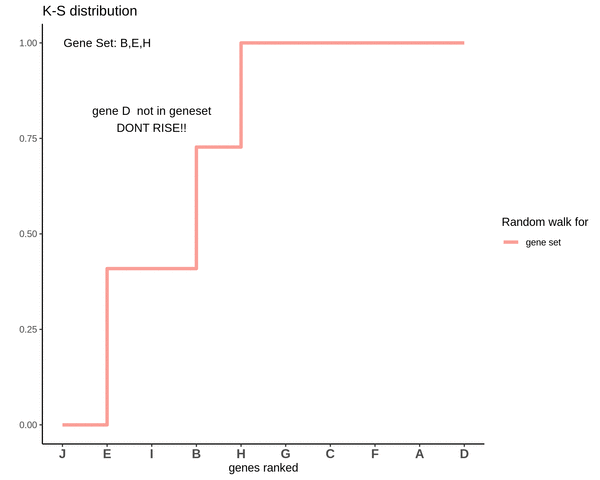 K-S distribution
Gene Set: B,E,H
gene D  not in geneset
DONT RISE!!
1.00
0.75
0.50
0.25
0.00
J E I B H G C F A D
genes ranked
Random walk for
gene set